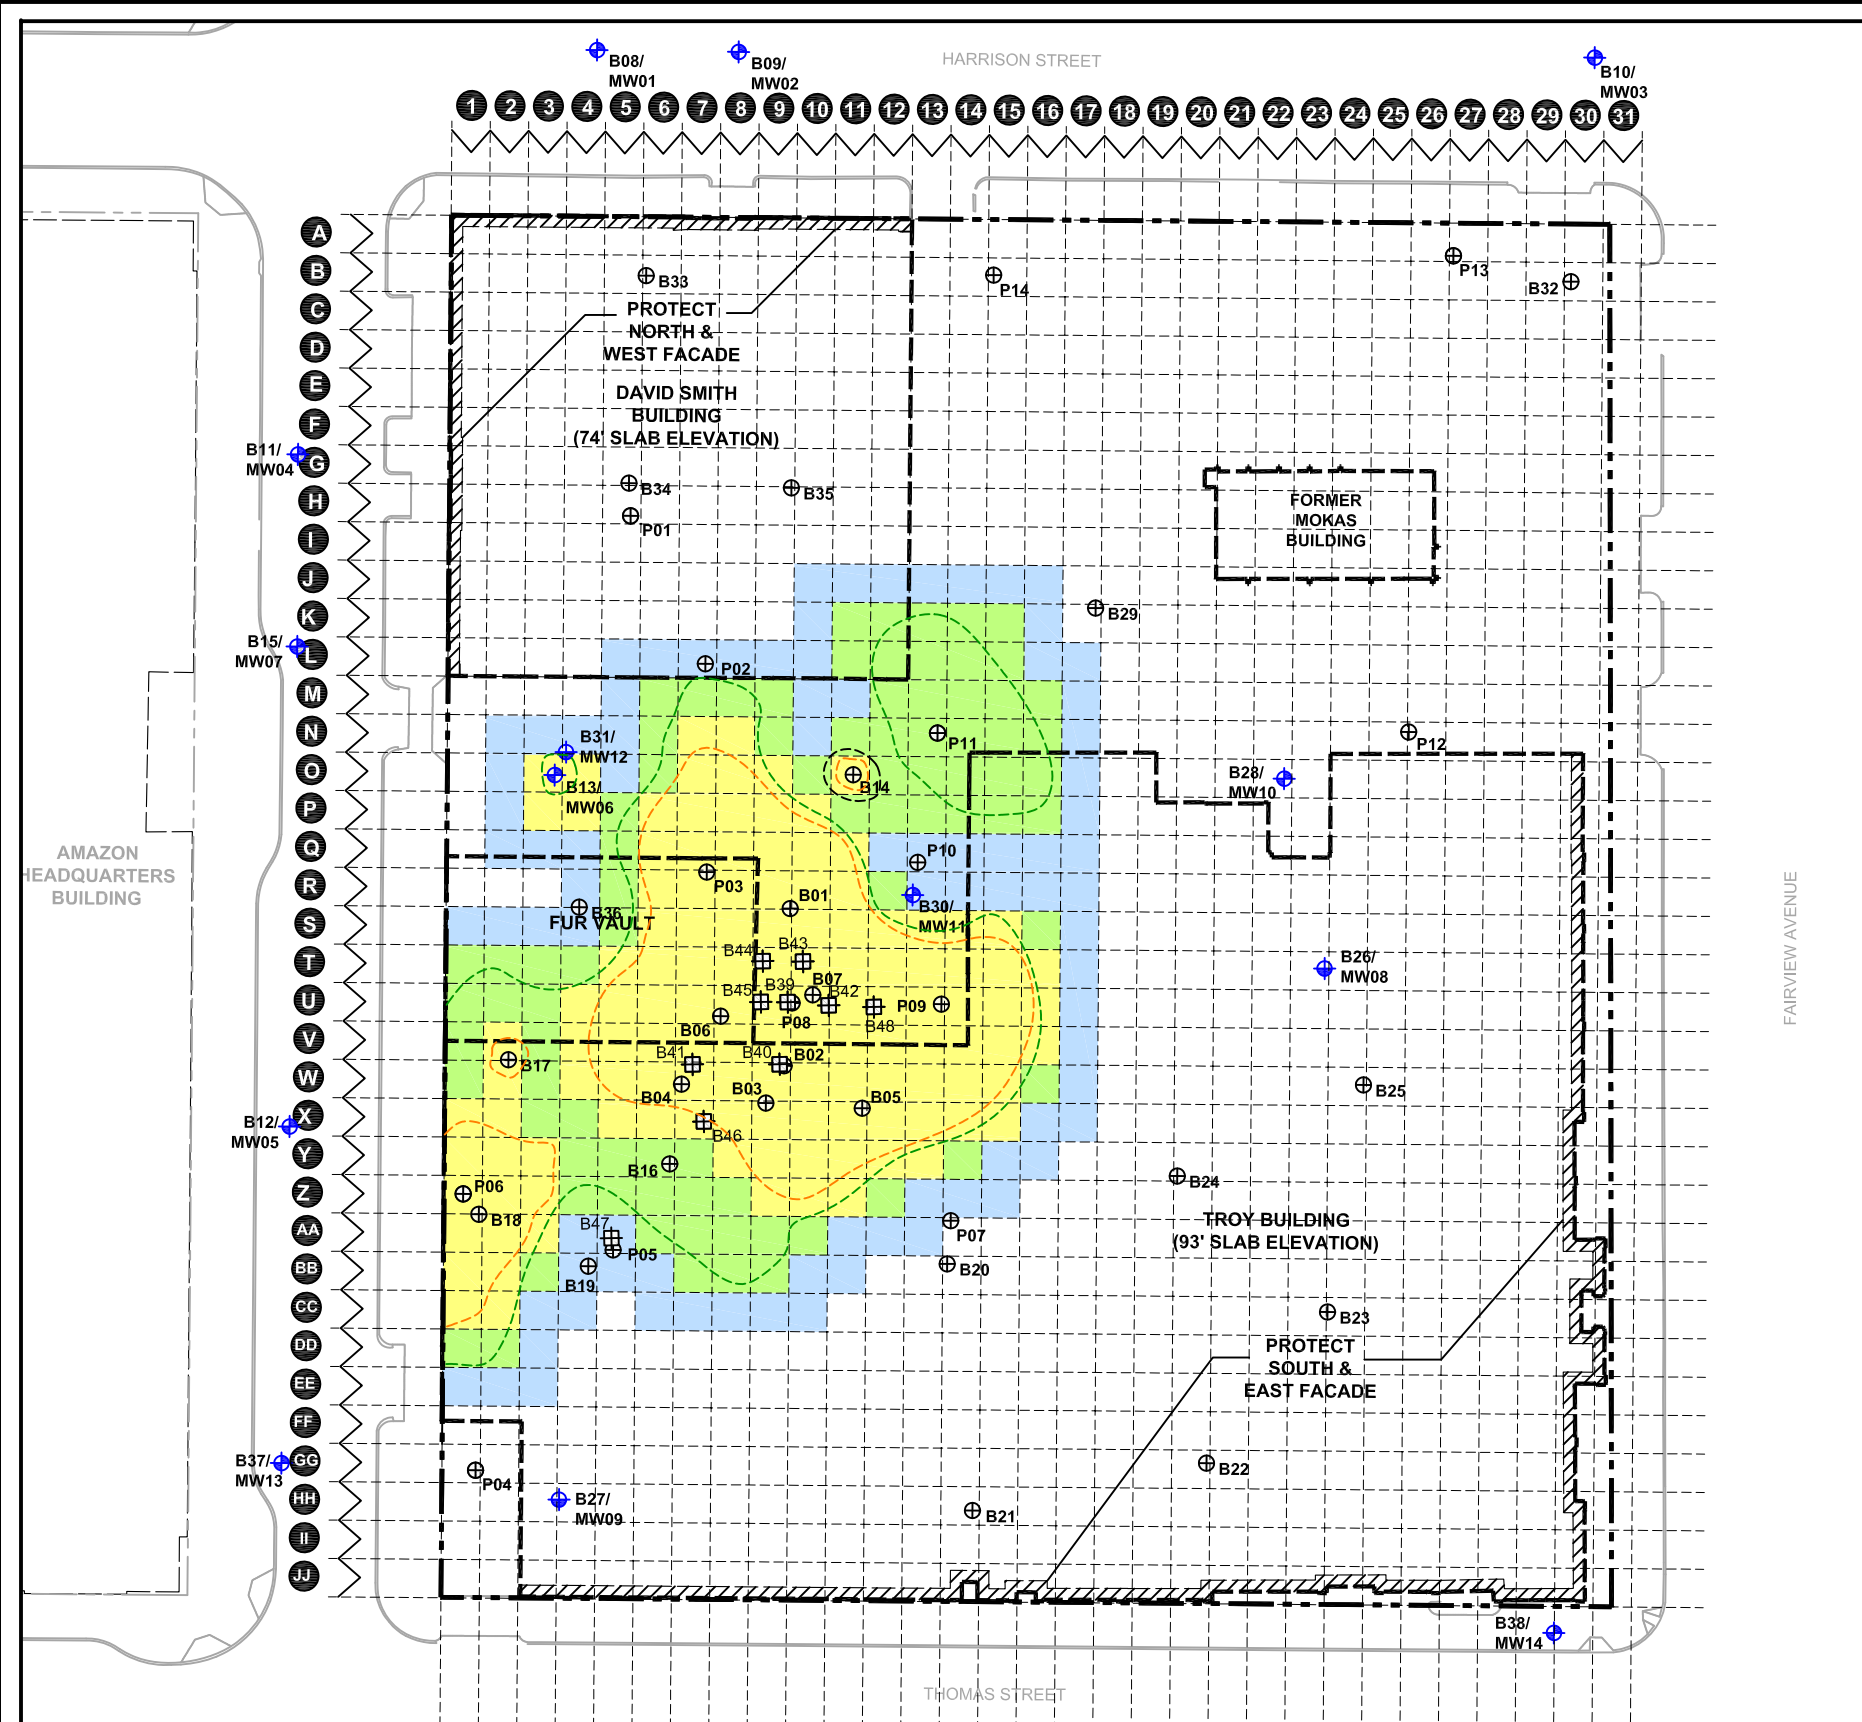 HARRISON STREET
B08/
MW01
B09/
MW02
B10/
MW03
1 2 3 4 5 6 7 8 9 10 11 12 13 14 15 16 17 18 19 20 21 22 23 24 25 26 27 28 29 30 31
A
B
C
D
E
F
G
H
I
J
K
L
M
N
O
P
Q
R
S
T
U
V
W
X
Y
Z
AA
BB
CC
DD
EE
FF
GG
HH
II
JJ
B33
P14
P13
B32
PROTECT
NORTH &
WEST FACADE
DAVID SMITH
BUILDING
(74' SLAB ELEVATION)
B11/
MW04
B34
B35
P01
FORMER
MOKAS
BUILDING
B29
B15/
MW07
P02
B31/
MW12
P11
P12
B13/
MW06
B14
B28/
MW10
AMAZON
HEADQUARTERS
BUILDING
P10
P03
B01
B30/
MW11
B36
FUR VAULT
B44
B43
B26/
MW08
B45
B39
B07
B42
P09
B06
P08
B48
B41
B40
B02
B17
B04
B03
B05
B25
B12/
MW05
B46
B16
B24
P06
B18
B47
P05
B19
P07
B20
TROY BUILDING
(93' SLAB ELEVATION)
B23
PROTECT
SOUTH &
EAST FACADE
B37/
MW13
P04
B27/
MW09
B22
B21
B38/
MW14
FAIRVIEW AVENUE
THOMAS STREET